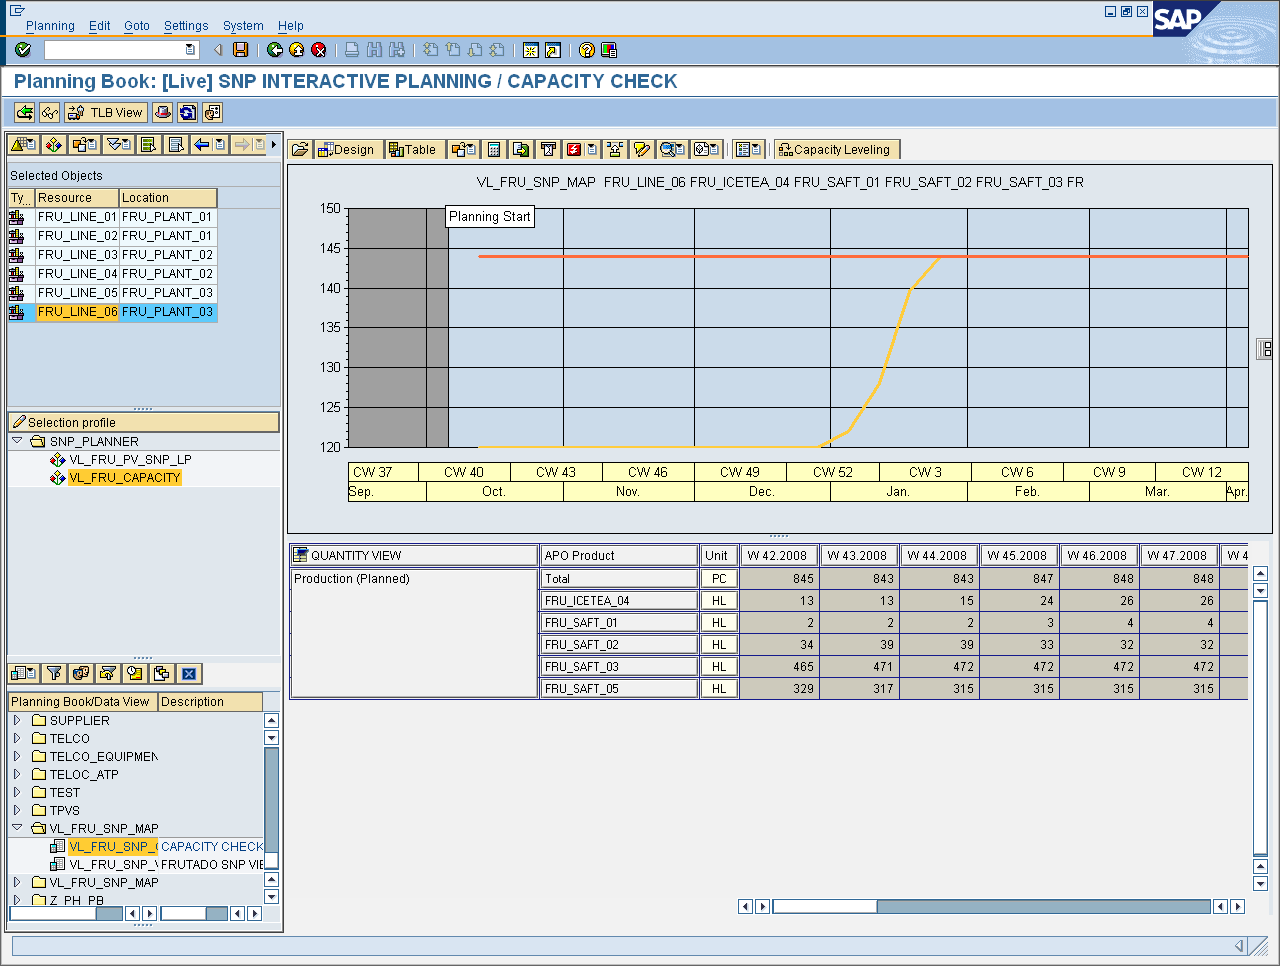 Planning Edit Goto Settings System Help
SAP
Planning Book: [Live] SNP INTERACTIVE PLANNING / CAPACITY CHECK
TLB View
Design Table Capacity Leveling
Selected Objects
Ty... Resource Location
FRU_LINE_01 FRU_PLANT_01
FRU_LINE_02 FRU_PLANT_01
FRU_LINE_03 FRU_PLANT_02
FRU_LINE_04 FRU_PLANT_02
FRU_LINE_05 FRU_PLANT_03
FRU_LINE_06 FRU_PLANT_03
Selection profile
SNP_PLANNER
VL_FRU_PV_SNP_LP
VL_FRU_CAPACITY
Planning Book/Data View Description
SUPPLIER
TELCO
TELCO_EQUIPMEN
TELOC_ATP
TEST
TPVS
VL_FRU_SNP_MAP
VL_FRU_SNP_( CAPACITY CHECK
VL_FRU_SNP_\ FRUTADO SNP VIE
VL_FRU_SNP_MAP
Z_PH_PB
VL_FRU_SNP_MAP FRU_LINE_06 FRU_ICETEA_04 FRU_SAFT_01 FRU_SAFT_02 FRU_SAFT_03 FR
Planning Start
150
145
140
135
130
125
120
CW 37 CW 40 CW 43 CW 46 CW 49 CW 52 CW 3 CW 6 CW 9 CW 12
Sep. Oct. Nov. Dec. Jan. Feb. Mar. Apr.
QUANTITY VIEW APO Product Unit W 42.2008 W 43.2008 W 44.2008 W 45.2008 W 46.2008 W 47.2008 W 4
Production (Planned) Total PC 845 843 843 847 848 848
FRU_ICETEA_04 HL 13 13 15 24 26 26
FRU_SAFT_01 HL 2 2 2 3 4 4
FRU_SAFT_02 HL 34 39 39 33 32 32
FRU_SAFT_03 HL 465 471 472 472 472 472
FRU_SAFT_05 HL 329 317 315 315 315 315